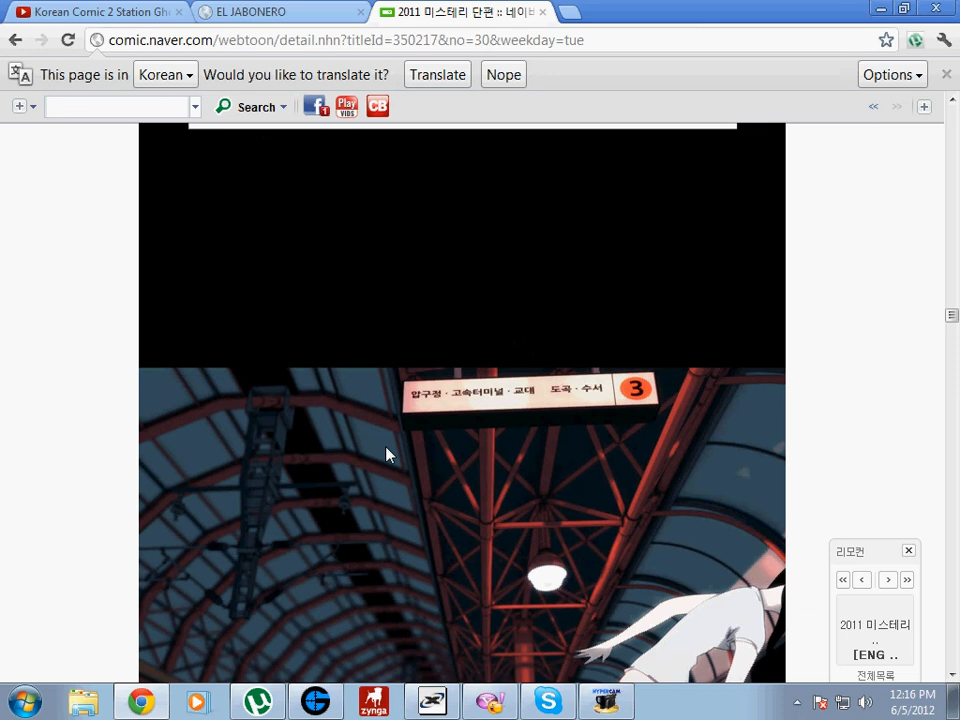 Korean Comic 2 Station Gh
EL JABONERO
2011 미스테리 단편 :: 네이버
comic.naver.com/webtoon/detail.nhn?titleId=350217&no=30&weekday=tue
This page is in Korean Would you like to translate it? Translate Nope Options
Search f 1 Play VIDS CB
압구정 · 고속터미널 · 교대 도곡 · 수서 3
리모컨
2011 미스테리
..
[ENG ..
전체목록
zynga
HYPERCAM
12:16 PM
6/5/2012